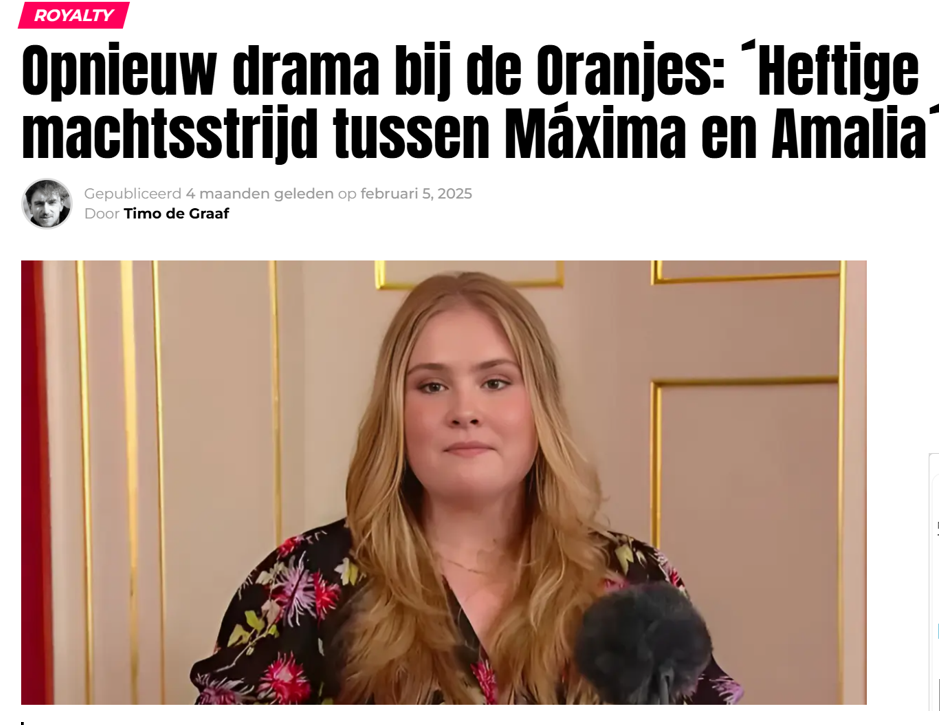 ROYALTY
Opnieuw drama bij de Oranjes: ´Heftige
machtsstrijd tussen Máxima en Amalia´
Gepubliceerd 4 maanden geleden op februari 5, 2025
Door Timo de Graaf